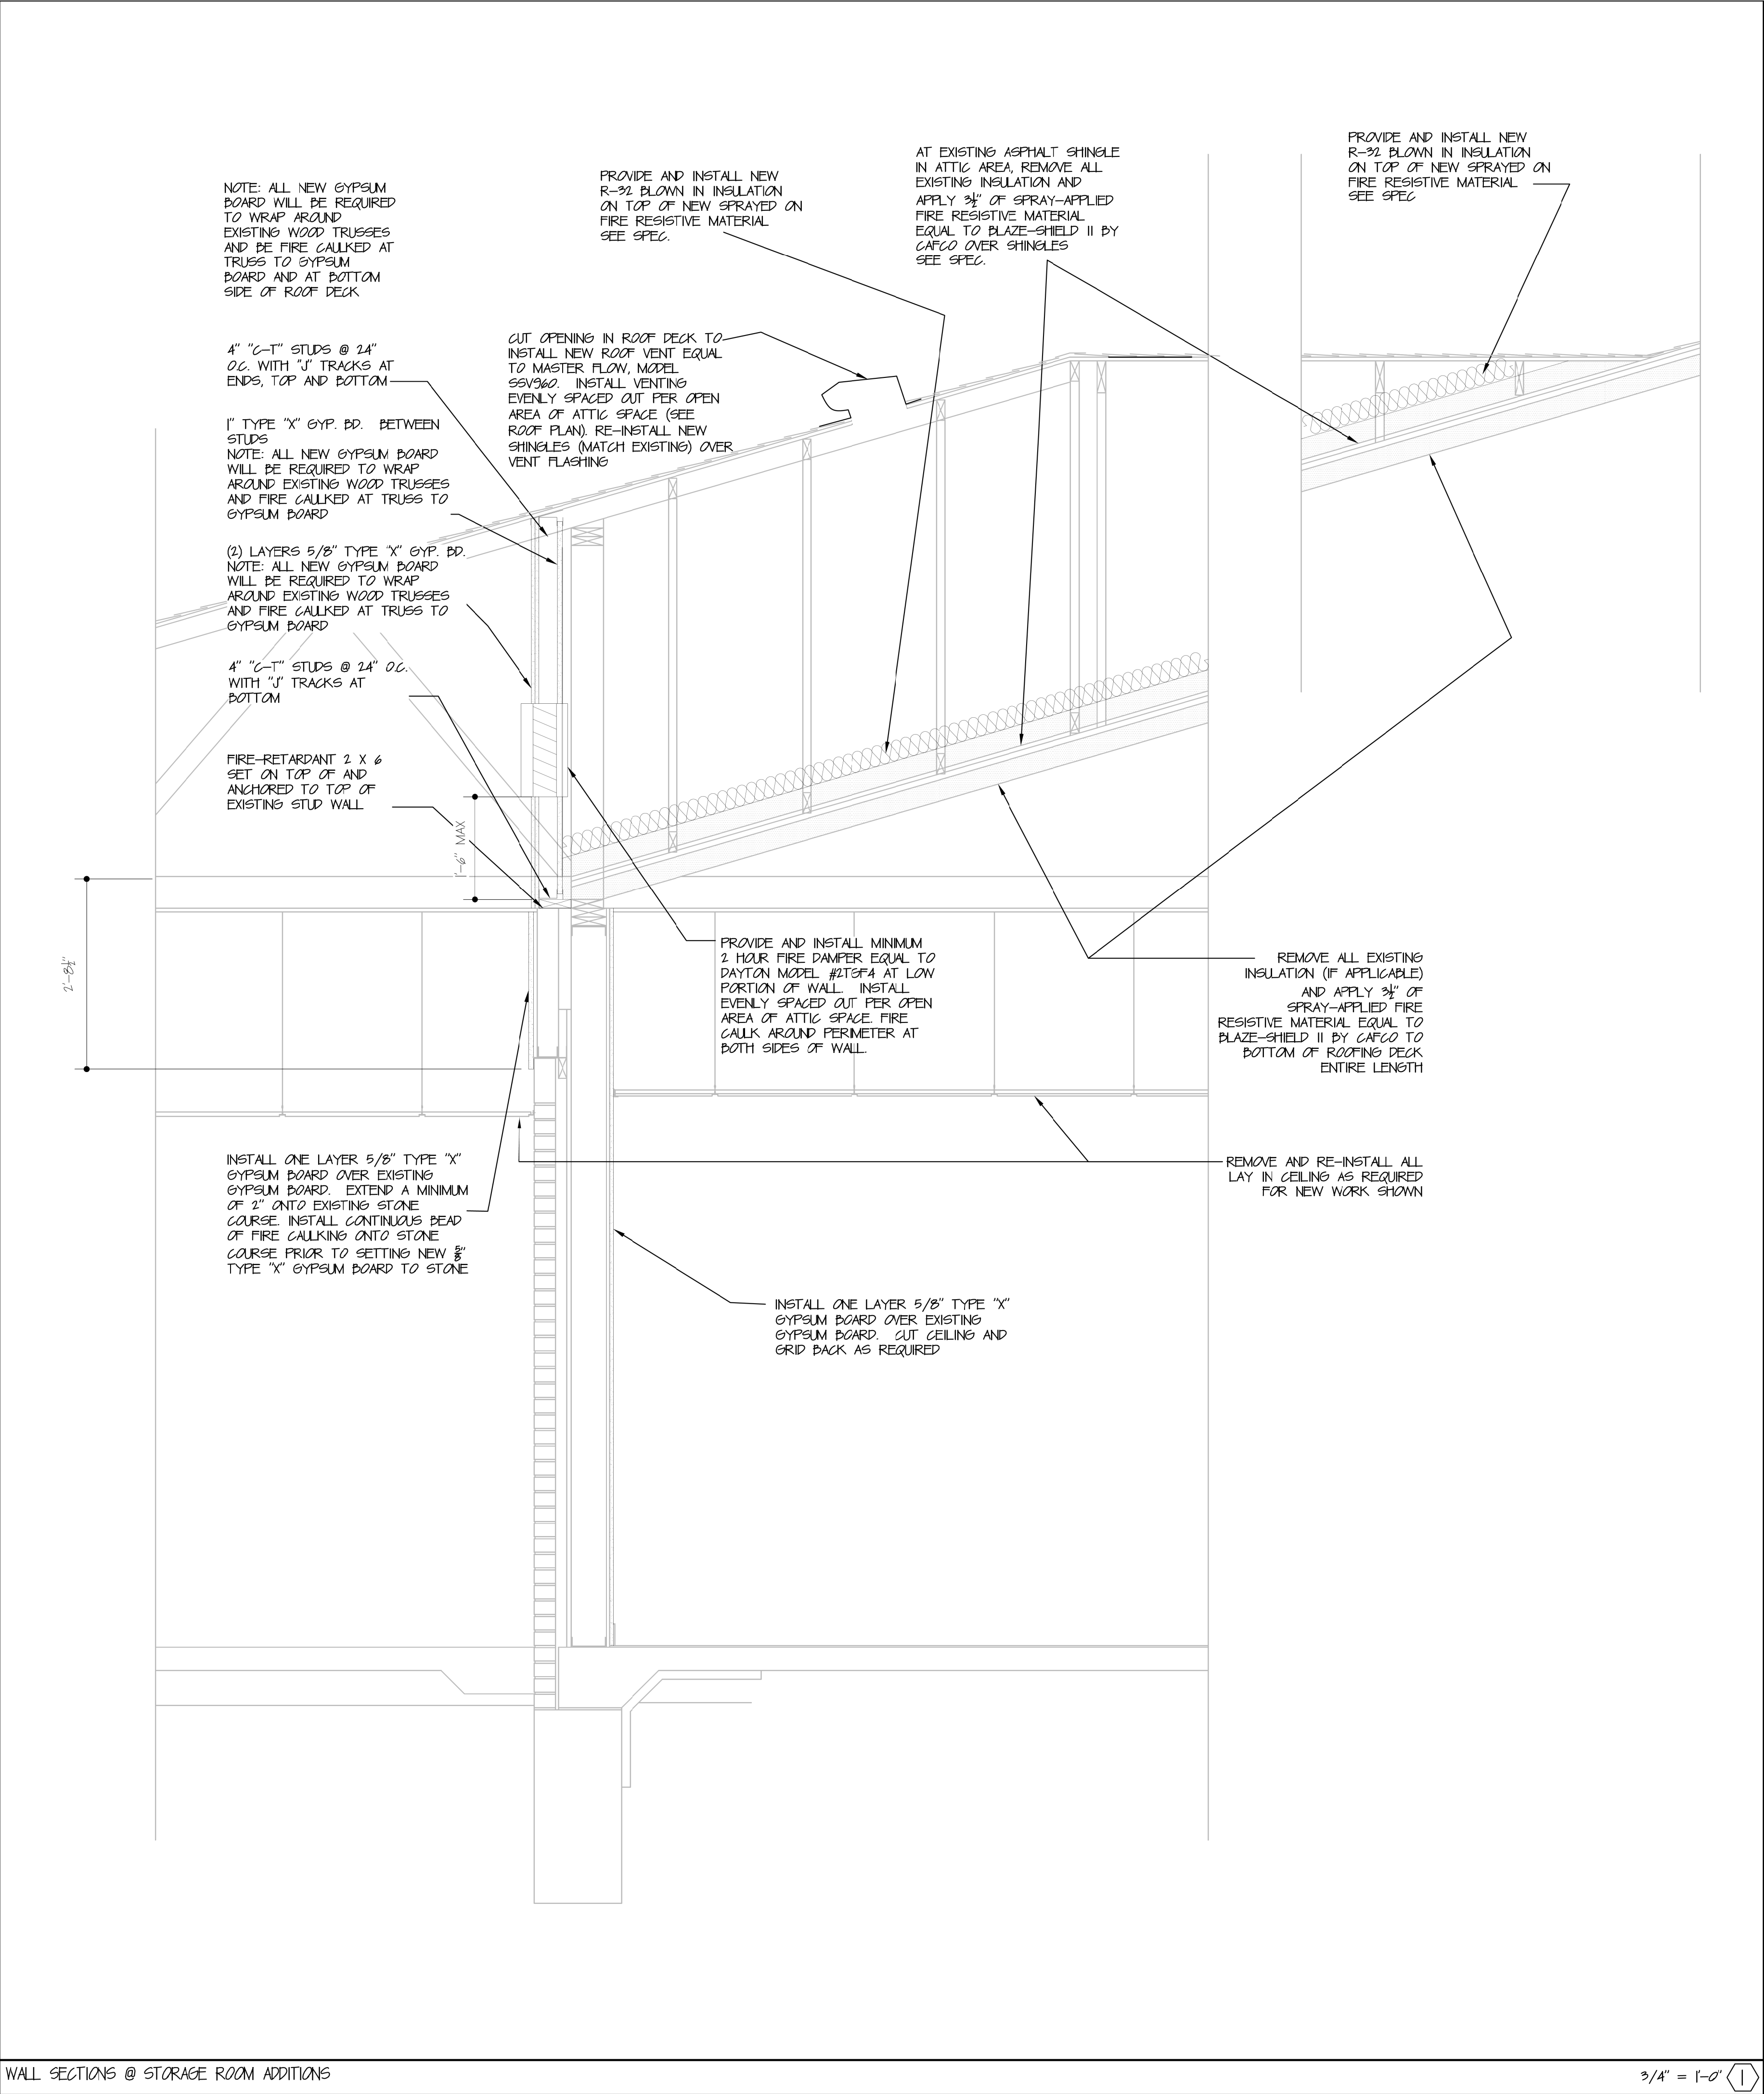 NOTE: ALL NEW GYPSUM
BOARD WILL BE REQUIRED
TO WRAP AROUND
EXISTING WOOD TRUSSES
AND BE FIRE CAULKED AT
TRUSS TO GYPSUM
BOARD AND AT BOTTOM
SIDE OF ROOF DECK
4" "C-T" STUDS @ 24"
O.C. WITH "J" TRACKS AT
ENDS, TOP AND BOTTOM
1" TYPE "X" GYP. BD. BETWEEN
STUDS
NOTE: ALL NEW GYPSUM BOARD
WILL BE REQUIRED TO WRAP
AROUND EXISTING WOOD TRUSSES
AND FIRE CAULKED AT TRUSS TO
GYPSUM BOARD
(2) LAYERS 5/8" TYPE "X" GYP. BD.
NOTE: ALL NEW GYPSUM BOARD
WILL BE REQUIRED TO WRAP
AROUND EXISTING WOOD TRUSSES
AND FIRE CAULKED AT TRUSS TO
GYPSUM BOARD
4" "C-T" STUDS @ 24" O.C.
WITH "J" TRACKS AT
BOTTOM
FIRE-RETARDANT 2 X 6
SET ON TOP OF AND
ANCHORED TO TOP OF
EXISTING STUD WALL
1'-6" MAX
2'-8½"
INSTALL ONE LAYER 5/8" TYPE "X"
GYPSUM BOARD OVER EXISTING
GYPSUM BOARD. EXTEND A MINIMUM
OF 2" ONTO EXISTING STONE
COURSE. INSTALL CONTINUOUS BEAD
OF FIRE CAULKING ONTO STONE
COURSE PRIOR TO SETTING NEW ⅝"
TYPE "X" GYPSUM BOARD TO STONE
PROVIDE AND INSTALL NEW
R-32 BLOWN IN INSULATION
ON TOP OF NEW SPRAYED ON
FIRE RESISTIVE MATERIAL
SEE SPEC.
CUT OPENING IN ROOF DECK TO
INSTALL NEW ROOF VENT EQUAL
TO MASTER FLOW, MODEL
SSV960. INSTALL VENTING
EVENLY SPACED OUT PER OPEN
AREA OF ATTIC SPACE (SEE
ROOF PLAN). RE-INSTALL NEW
SHINGLES (MATCH EXISTING) OVER
VENT FLASHING
AT EXISTING ASPHALT SHINGLE
IN ATTIC AREA, REMOVE ALL
EXISTING INSULATION AND
APPLY 3½" OF SPRAY-APPLIED
FIRE RESISTIVE MATERIAL
EQUAL TO BLAZE-SHIELD II BY
CAFCO OVER SHINGLES
SEE SPEC.
PROVIDE AND INSTALL NEW
R-32 BLOWN IN INSULATION
ON TOP OF NEW SPRAYED ON
FIRE RESISTIVE MATERIAL
SEE SPEC
PROVIDE AND INSTALL MINIMUM
2 HOUR FIRE DAMPER EQUAL TO
DAYTON MODEL #2TGF4 AT LOW
PORTION OF WALL. INSTALL
EVENLY SPACED OUT PER OPEN
AREA OF ATTIC SPACE. FIRE
CAULK AROUND PERIMETER AT
BOTH SIDES OF WALL.
REMOVE ALL EXISTING
INSULATION (IF APPLICABLE)
AND APPLY 3½" OF
SPRAY-APPLIED FIRE
RESISTIVE MATERIAL EQUAL TO
BLAZE-SHIELD II BY CAFCO TO
BOTTOM OF ROOFING DECK
ENTIRE LENGTH
REMOVE AND RE-INSTALL ALL
LAY IN CEILING AS REQUIRED
FOR NEW WORK SHOWN
INSTALL ONE LAYER 5/8" TYPE "X"
GYPSUM BOARD OVER EXISTING
GYPSUM BOARD. CUT CEILING AND
GRID BACK AS REQUIRED
WALL SECTIONS @ STORAGE ROOM ADDITIONS
3/4" = 1'-0"
1